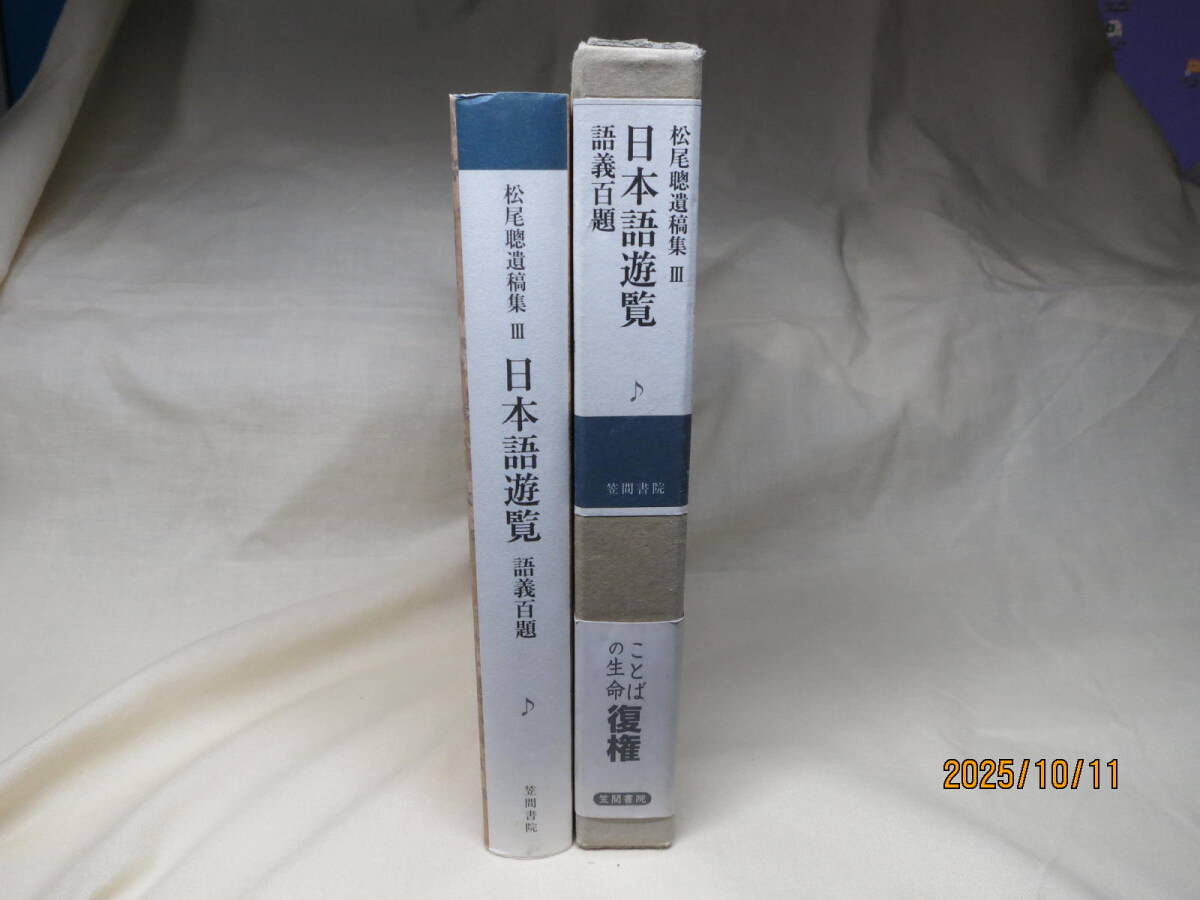 松尾聰遺稿集 Ⅲ
日本語遊覧
語義百題
♪
笠間書院
松尾聰遺稿集 Ⅲ
日本語遊覧
語義百題
♪
笠間書院
ことば
の生命
復権
笠間書院
2025/10/11